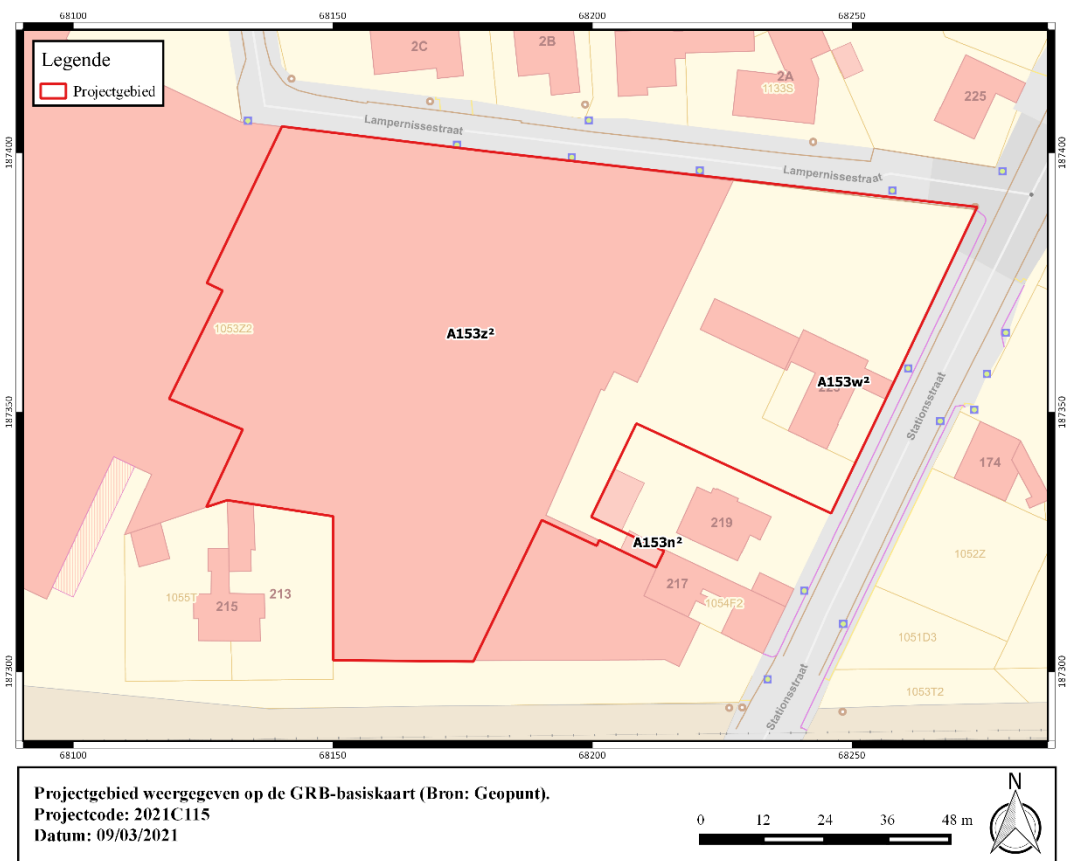 68100 68150 68200 68250
Legende
Projectgebied
2C
2B
2A
1133S
225
Lampernissestraat
Lampernissestraat
187400 187400
1053Z2
A153z²
A153w²
187350 187350
Stationsstraat
174
219
A153n²
217
1052Z
1055T
215
213
1054F2
1051D3
187300 187300
1053T2
Stationsstraat
68100 68150 68200 68250
Projectgebied weergegeven op de GRB-basiskaart (Bron: Geopunt).
Projectcode: 2021C115
Datum: 09/03/2021
0 12 24 36 48 m
N